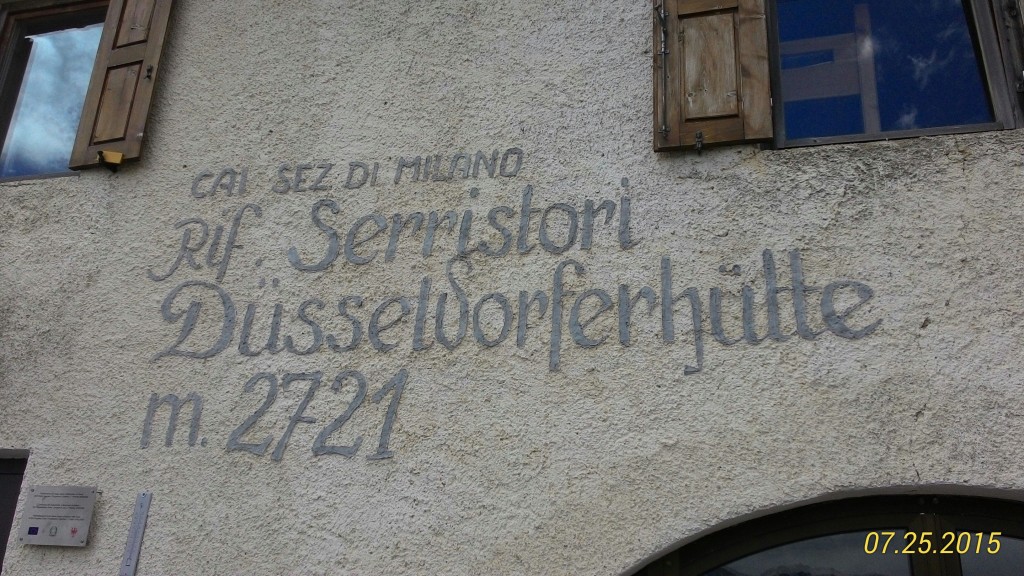 CAI SEZ DI MILANO
Rif. Serristori
Düsseldorferhütte
m. 2721
07.25.2015